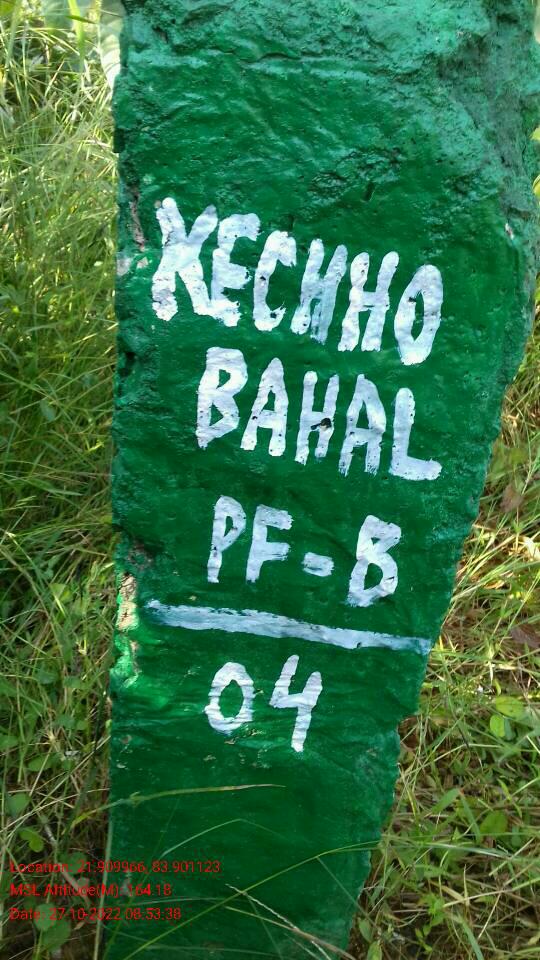 KECHHO
BAHAL
PF-B
04
Location: 21.909966, 83.901123
MSL Altitude(M): 164.18
Date: 27-10-2022 08:53:38